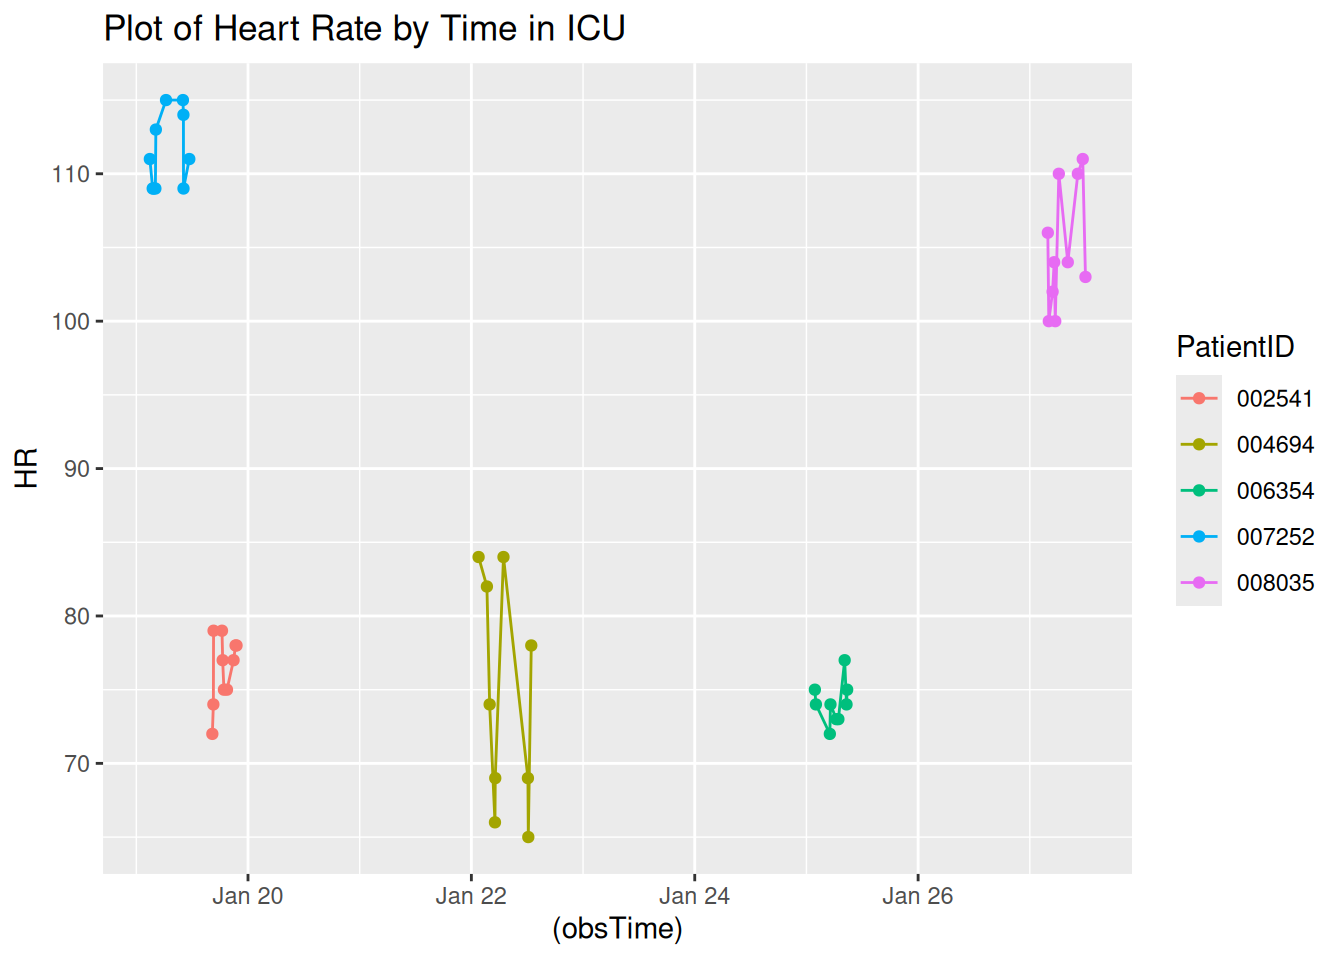 Plot of Heart Rate by Time in ICU
HR
110
100
90
80
70
Jan 20 Jan 22 Jan 24 Jan 26
(obsTime)
PatientID
002541
004694
006354
007252
008035